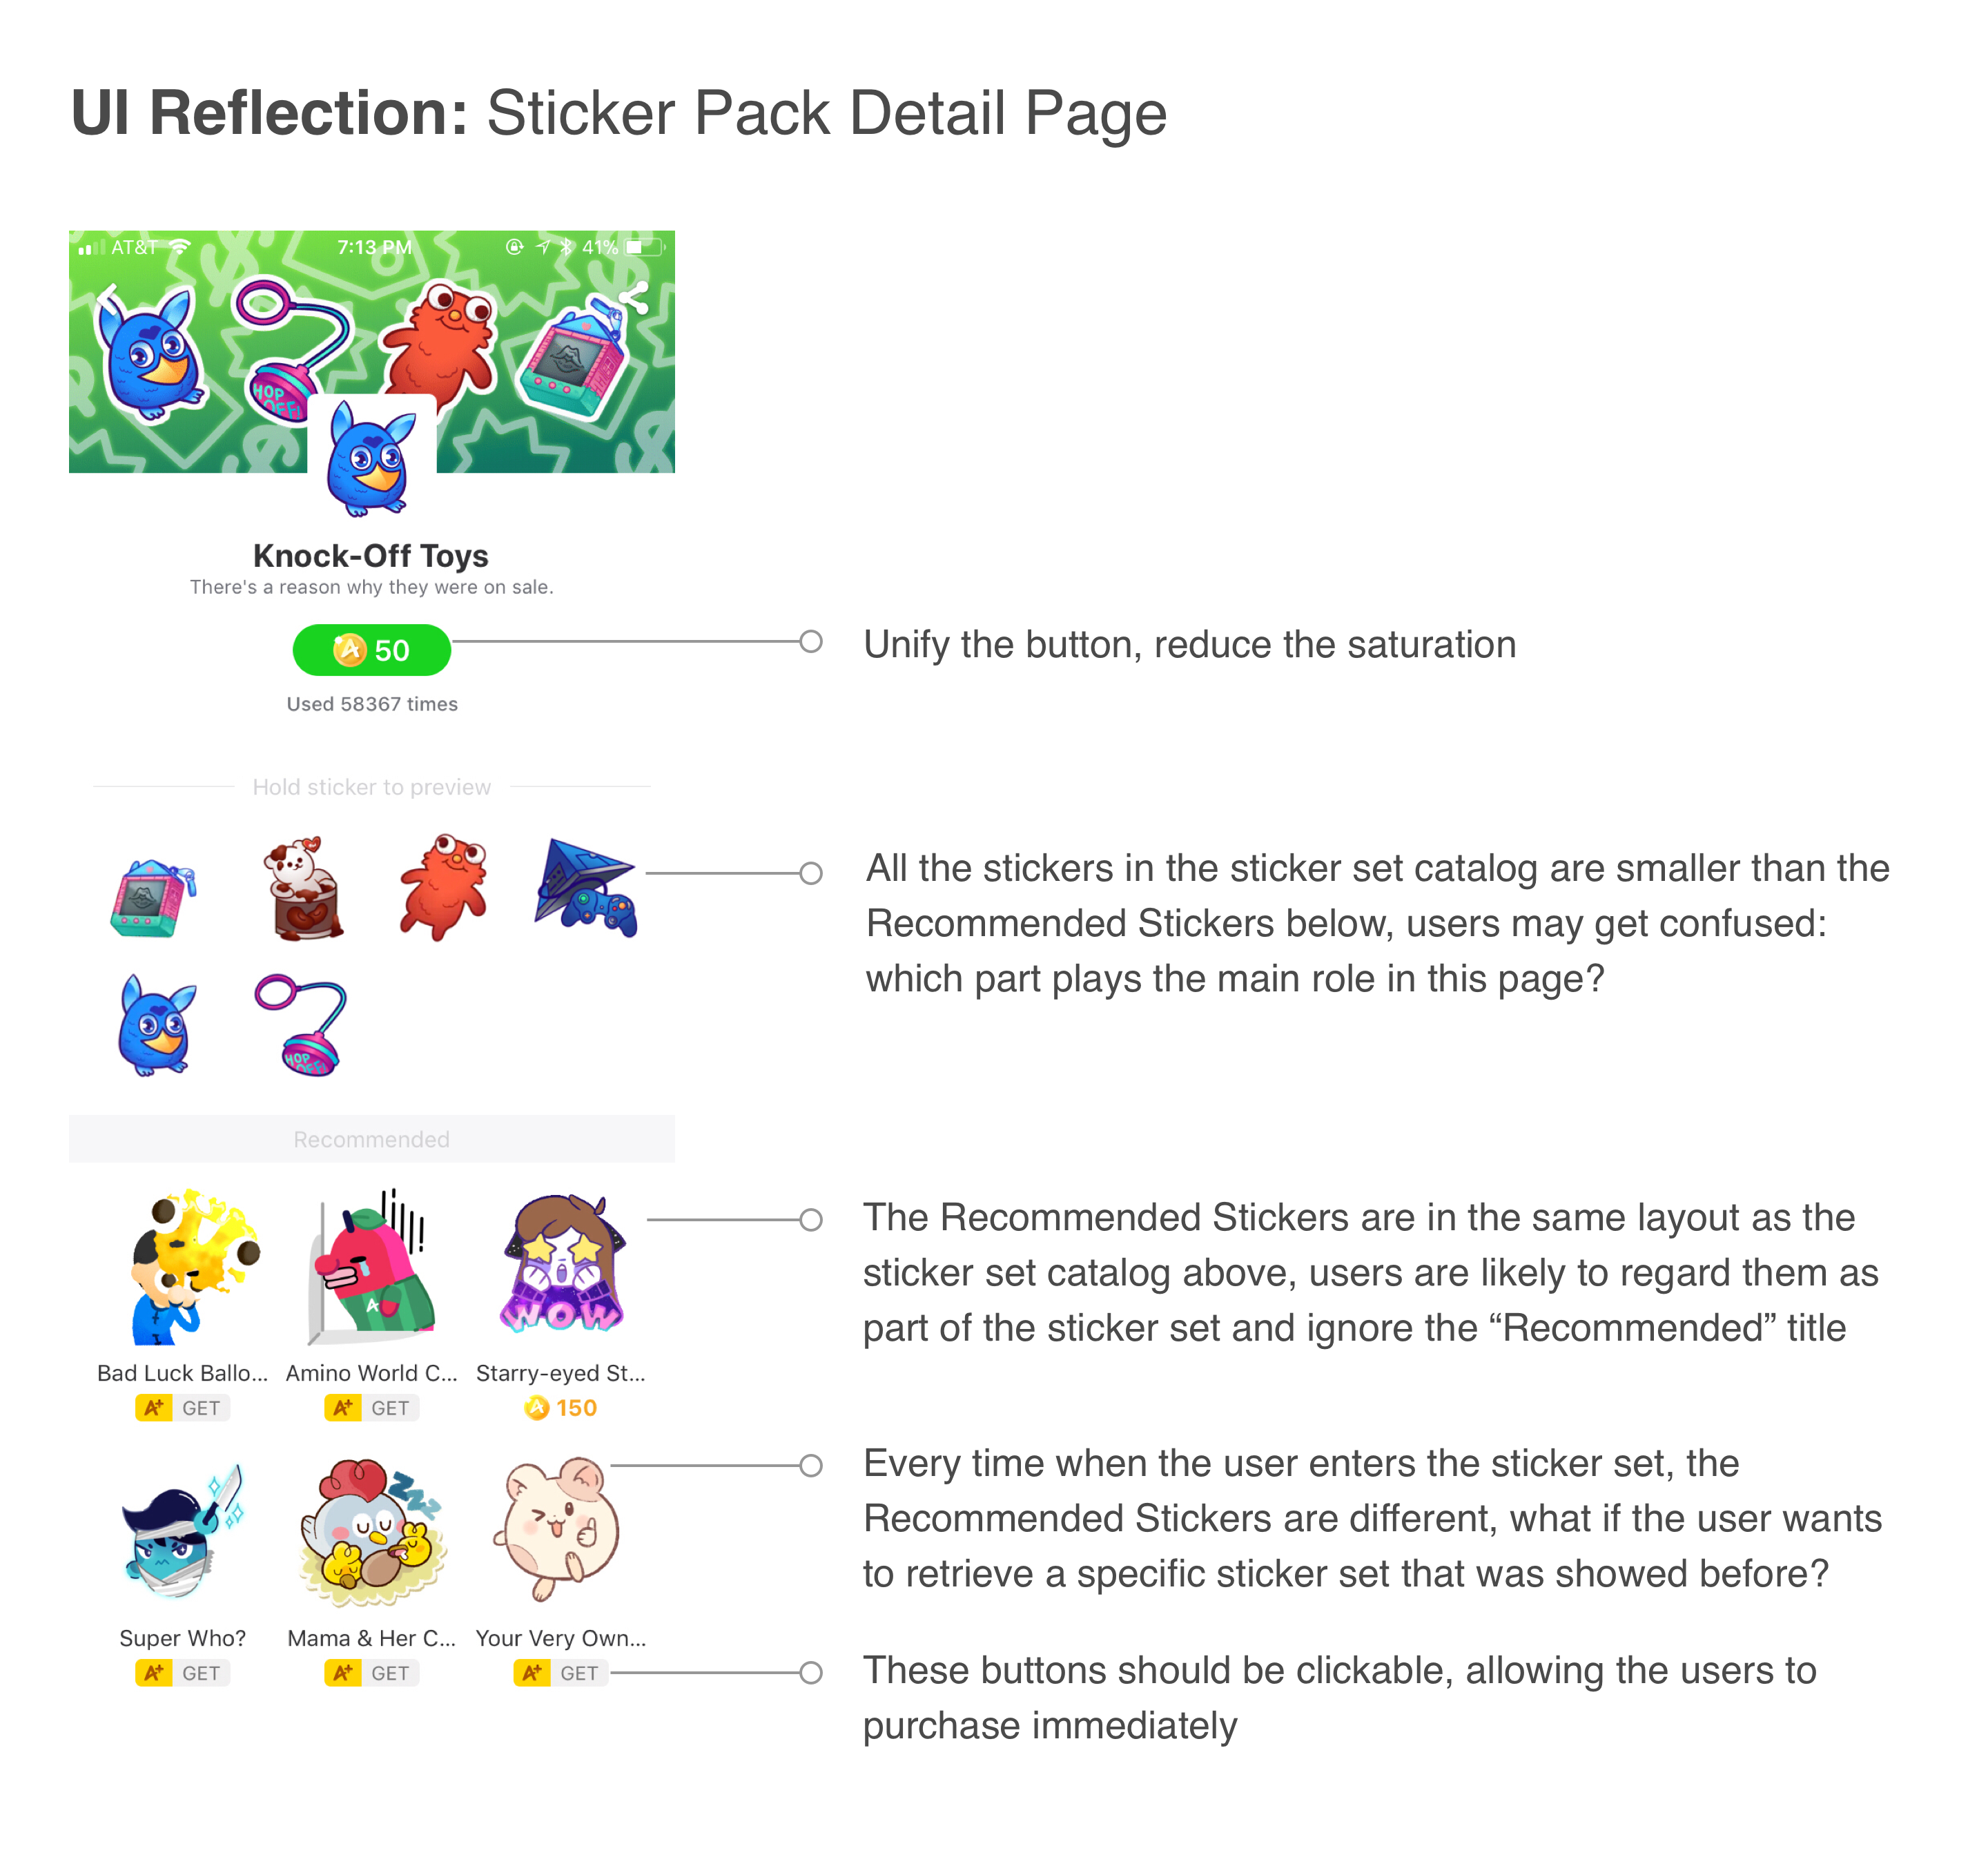 UI Reflection: Sticker Pack Detail Page
AT&T 7:13 PM 41%
HOP
OFF!
HOP
OFF!
Knock-Off Toys
There's a reason why they were on sale.
A 50
Unify the button, reduce the saturation
Used 58367 times
Hold sticker to preview
All the stickers in the sticker set catalog are smaller than the
Recommended Stickers below, users may get confused:
which part plays the main role in this page?
Recommended
The Recommended Stickers are in the same layout as the
sticker set catalog above, users are likely to regard them as
part of the sticker set and ignore the “Recommended” title
A
WOW
Bad Luck Ballo... Amino World C... Starry-eyed St...
A+ GET A+ GET A 150
Every time when the user enters the sticker set, the
Recommended Stickers are different, what if the user wants
to retrieve a specific sticker set that was showed before?
ZZZ
Super Who? Mama & Her C... Your Very Own...
A+ GET A+ GET A+ GET
These buttons should be clickable, allowing the users to
purchase immediately